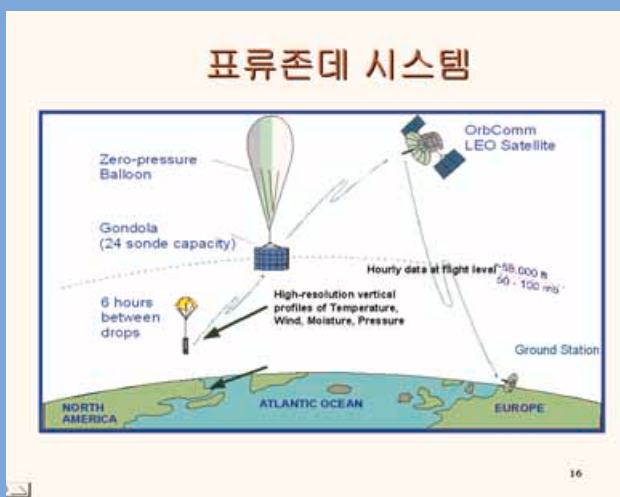 표류존데 시스템
OrbComm
LEO Satellite
Zero-pressure
Balloon
Gondola
(24 sonde capacity)
Hourly data at flight level
~58,000 ft
50 - 100 mb
6 hours
between
drops
High-resolution vertical
profiles of Temperature,
Wind, Moisture, Pressure
Ground Station
NORTH
AMERICA
ATLANTIC OCEAN
EUROPE
16